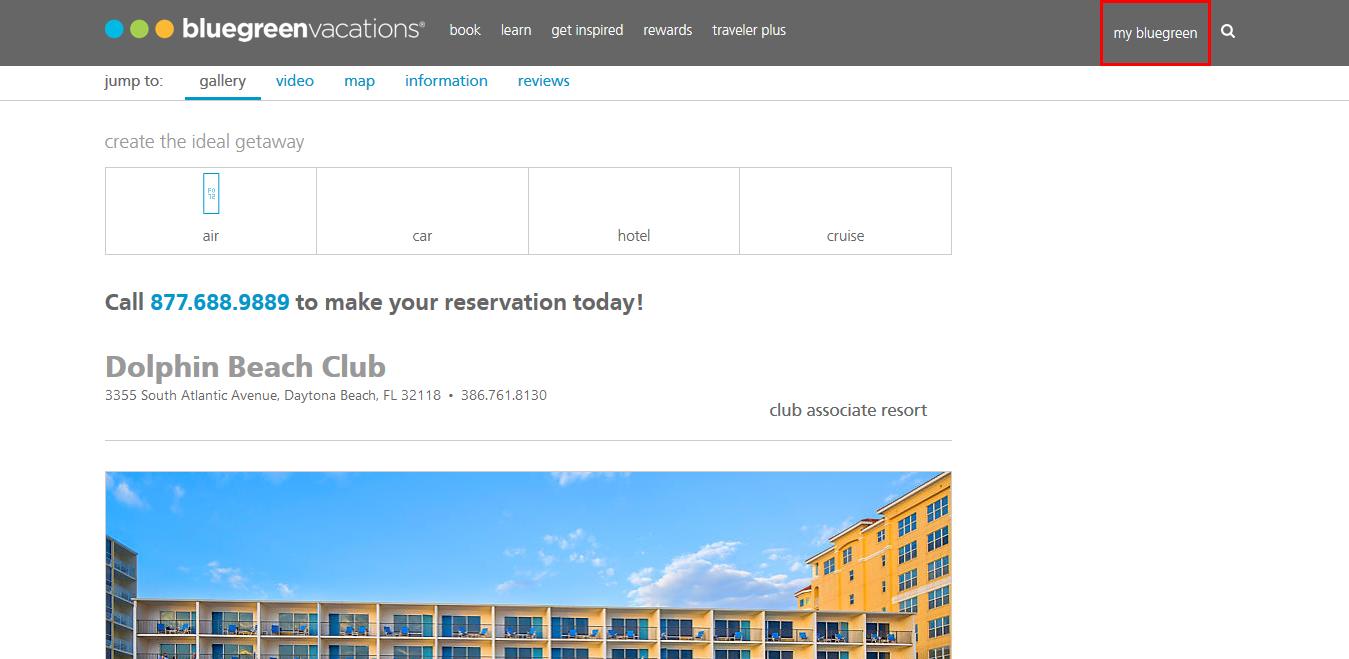 bluegreenvacations®
book learn get inspired rewards traveler plus
my bluegreen
jump to: gallery video map information reviews
create the ideal getaway
air car hotel cruise
Call 877.688.9889 to make your reservation today!
Dolphin Beach Club
3355 South Atlantic Avenue, Daytona Beach, FL 32118 • 386.761.8130
club associate resort